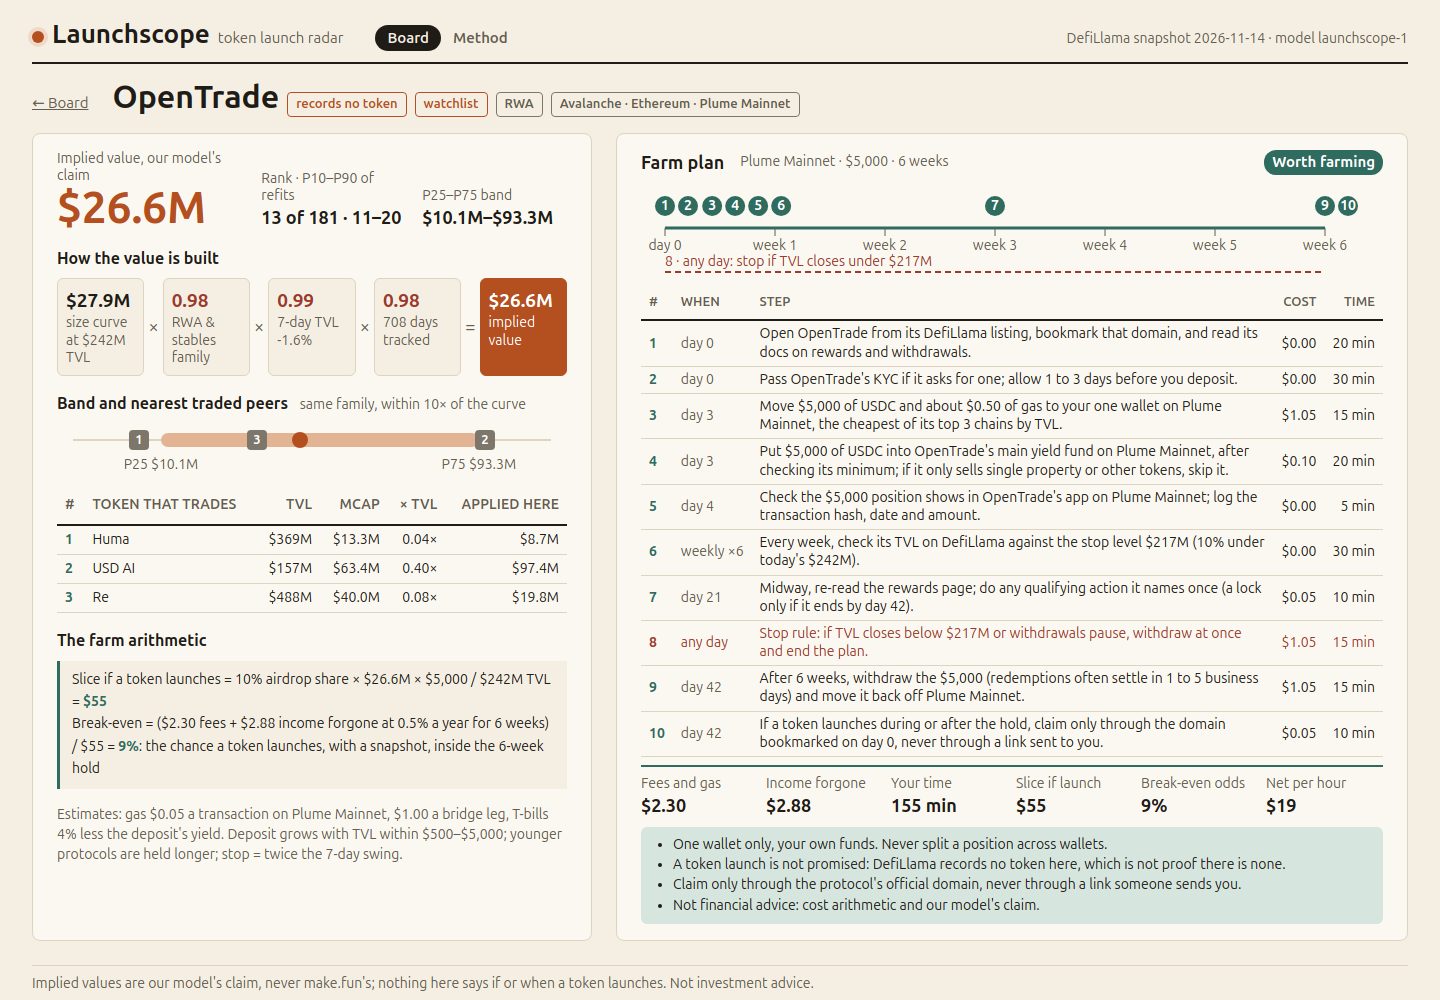 Launchscope token launch radar Board Method DefiLlama snapshot 2026-11-14 · model launchscope-1
← Board OpenTrade records no token watchlist RWA Avalanche · Ethereum · Plume Mainnet
Implied value, our model's
claim
$26.6M
Rank · P10–P90 of
refits
13 of 181 · 11–20
P25–P75 band
$10.1M–$93.3M
How the value is built
$27.9M
size curve
at $242M
TVL
×
0.98
RWA &
stables
family
×
0.99
7-day TVL
-1.6%
×
0.98
708 days
tracked
=
$26.6M
implied
value
Band and nearest traded peers same family, within 10× of the curve
1 3 2
P25 $10.1M P75 $93.3M
# TOKEN THAT TRADES TVL MCAP × TVL APPLIED HERE
1 Huma $369M $13.3M 0.04× $8.7M
2 USD AI $157M $63.4M 0.40× $97.4M
3 Re $488M $40.0M 0.08× $19.8M
The farm arithmetic
Slice if a token launches = 10% airdrop share × $26.6M × $5,000 / $242M TVL
= $55
Break-even = ($2.30 fees + $2.88 income forgone at 0.5% a year for 6 weeks)
/ $55 = 9%: the chance a token launches, with a snapshot, inside the 6-week
hold
Estimates: gas $0.05 a transaction on Plume Mainnet, $1.00 a bridge leg, T-bills
4% less the deposit's yield. Deposit grows with TVL within $500–$5,000; younger
protocols are held longer; stop = twice the 7-day swing.
Farm plan Plume Mainnet · $5,000 · 6 weeks Worth farming
1 2 3 4 5 6 7 9 10
day 0 week 1 week 2 week 3 week 4 week 5 week 6
8 · any day: stop if TVL closes under $217M
# WHEN STEP COST TIME
1 day 0 Open OpenTrade from its DefiLlama listing, bookmark that domain, and read its
docs on rewards and withdrawals. $0.00 20 min
2 day 0 Pass OpenTrade's KYC if it asks for one; allow 1 to 3 days before you deposit. $0.00 30 min
3 day 3 Move $5,000 of USDC and about $0.50 of gas to your one wallet on Plume
Mainnet, the cheapest of its top 3 chains by TVL. $1.05 15 min
4 day 3 Put $5,000 of USDC into OpenTrade's main yield fund on Plume Mainnet, after
checking its minimum; if it only sells single property or other tokens, skip it. $0.10 20 min
5 day 4 Check the $5,000 position shows in OpenTrade's app on Plume Mainnet; log the
transaction hash, date and amount. $0.00 5 min
6 weekly ×6 Every week, check its TVL on DefiLlama against the stop level $217M (10% under
today's $242M). $0.00 30 min
7 day 21 Midway, re-read the rewards page; do any qualifying action it names once (a lock
only if it ends by day 42). $0.05 10 min
8 any day Stop rule: if TVL closes below $217M or withdrawals pause, withdraw at once
and end the plan. $1.05 15 min
9 day 42 After 6 weeks, withdraw the $5,000 (redemptions often settle in 1 to 5 business
days) and move it back off Plume Mainnet. $1.05 15 min
10 day 42 If a token launches during or after the hold, claim only through the domain
bookmarked on day 0, never through a link sent to you. $0.05 10 min
Fees and gas Income forgone Your time Slice if launch Break-even odds Net per hour
$2.30 $2.88 155 min $55 9% $19
• One wallet only, your own funds. Never split a position across wallets.
• A token launch is not promised: DefiLlama records no token here, which is not proof there is none.
• Claim only through the protocol's official domain, never through a link someone sends you.
• Not financial advice: cost arithmetic and our model's claim.
Implied values are our model's claim, never make.fun's; nothing here says if or when a token launches. Not investment advice.